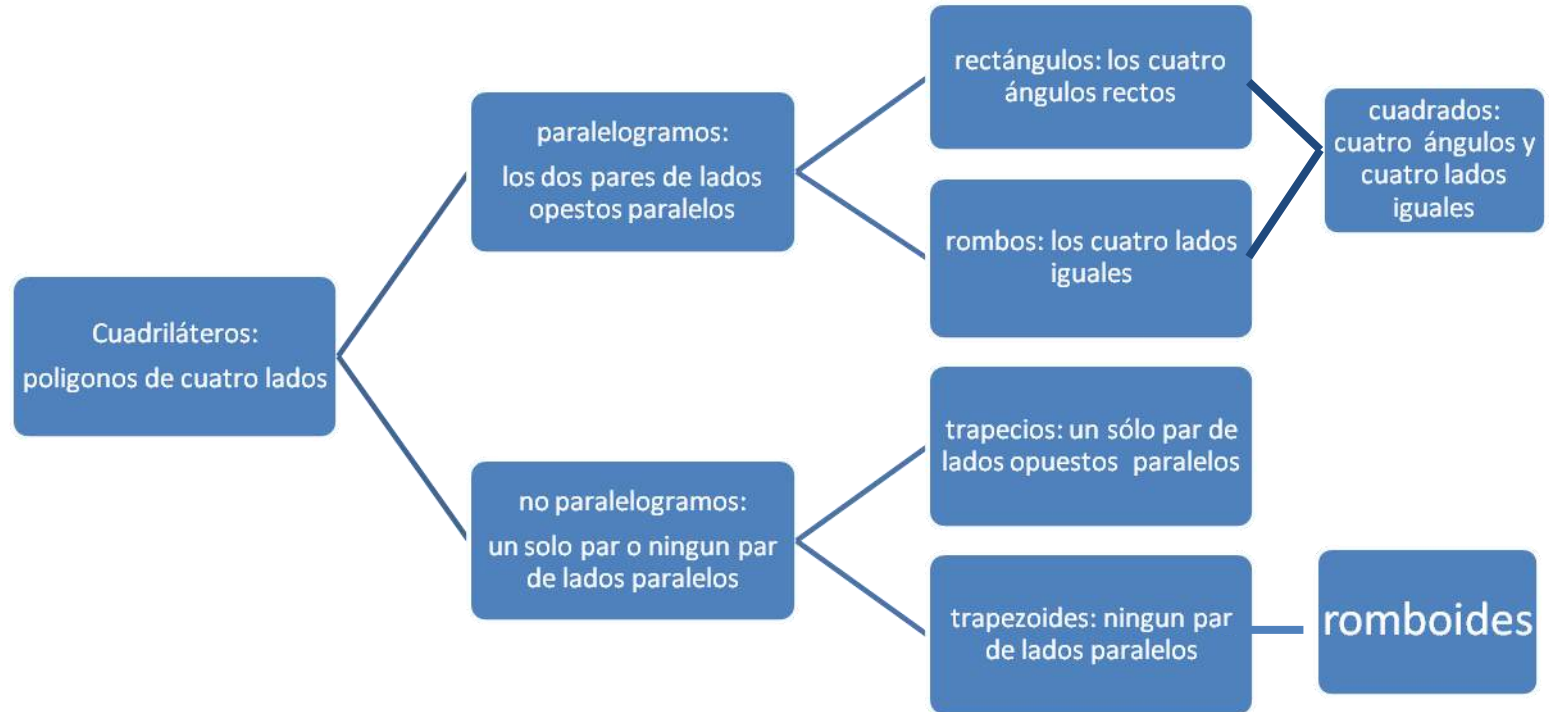 Cuadriláteros:
poligonos de cuatro lados
paralelogramos:
los dos pares de lados
opestos paralelos
rectángulos: los cuatro
ángulos rectos
rombos: los cuatro lados
iguales
cuadrados:
cuatro ángulos y
cuatro lados
iguales
no paralelogramos:
un solo par o ningun par
de lados paralelos
trapecios: un sólo par de
lados opuestos paralelos
trapezoides: ningun par
de lados paralelos
romboides